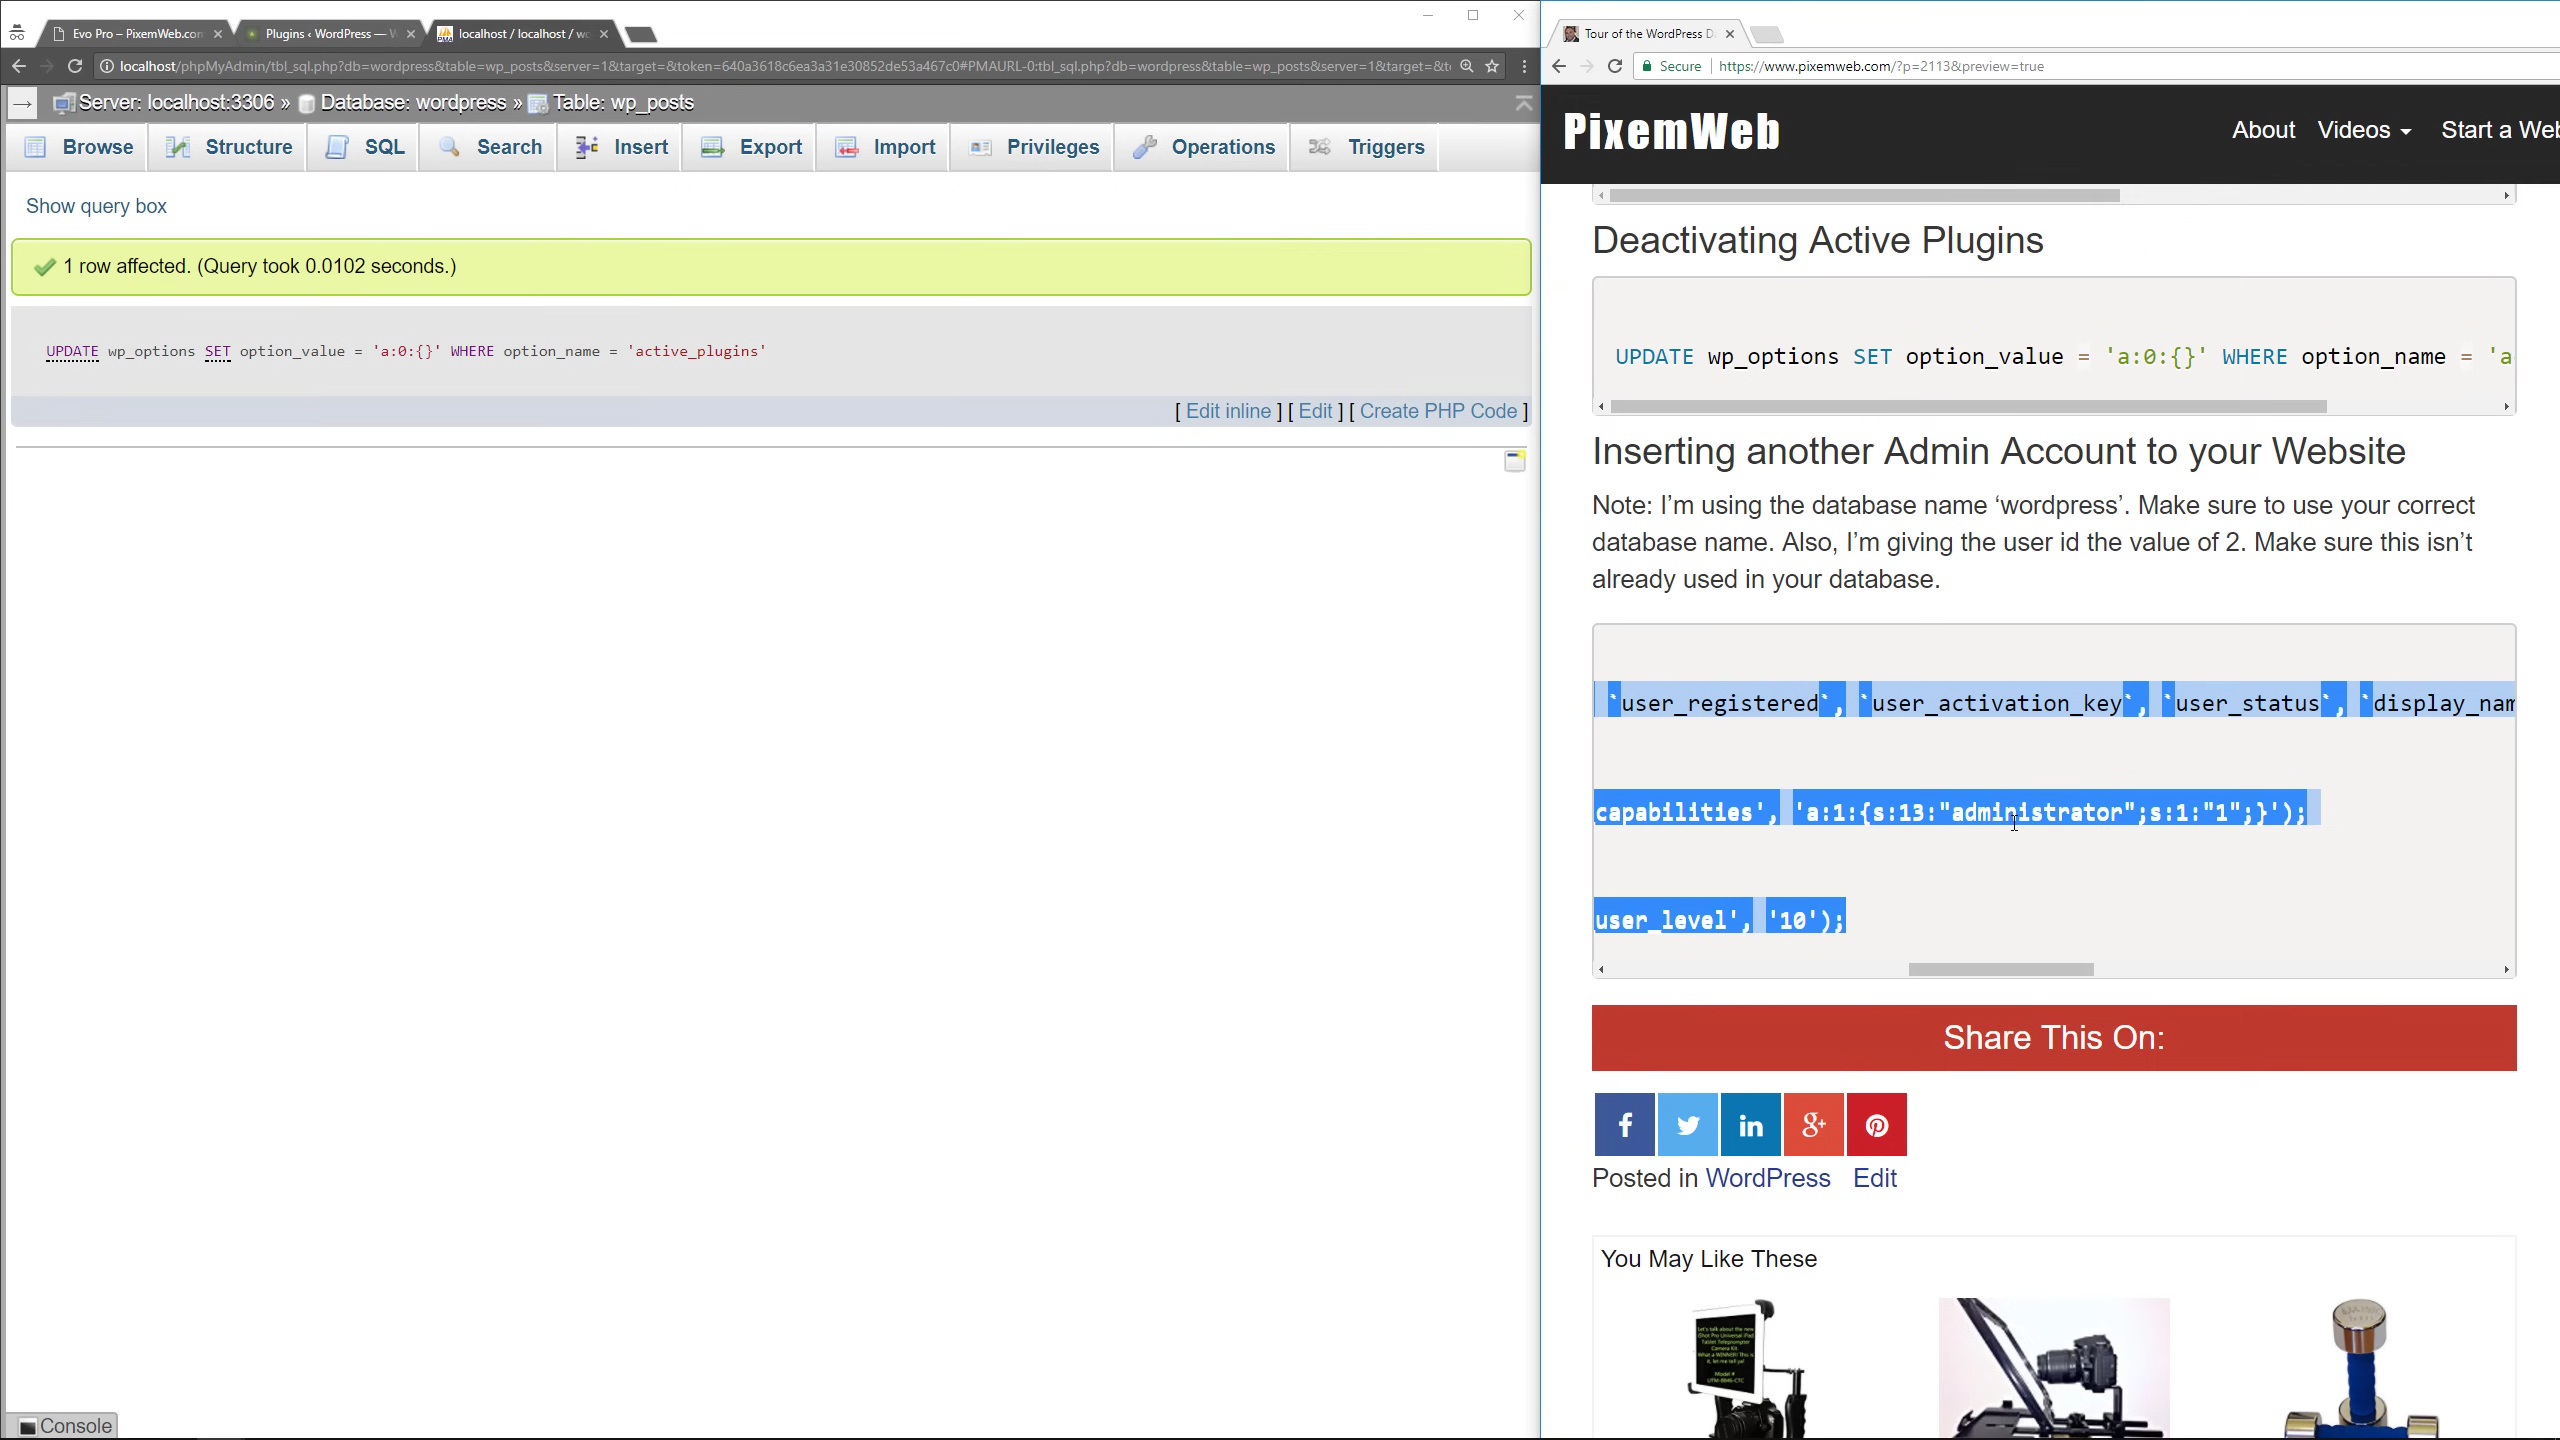 Evo Pro – PixemWeb.con
Plugins ‹ WordPress — W
localhost / localhost / wo
localhost/phpMyAdmin/tbl_sql.php?db=wordpress&table=wp_posts&server=1&target=&token=640a3618c6ea3a31e30852de53a467c0#PMAURL-0:tbl_sql.php?db=wordpress&table=wp_posts&server=1&target=&t
Server: localhost:3306 » Database: wordpress » Table: wp_posts
Browse Structure SQL Search Insert Export Import Privileges Operations Triggers
Show query box
1 row affected. (Query took 0.0102 seconds.)
UPDATE wp_options SET option_value = 'a:0:{}' WHERE option_name = 'active_plugins'
[ Edit inline ] [ Edit ] [ Create PHP Code ]
Console
Tour of the WordPress D
Secure https://www.pixemweb.com/?p=2113&preview=true
PixemWeb
About Videos Start a Web
Deactivating Active Plugins
UPDATE wp_options SET option_value = 'a:0:{}' WHERE option_name = 'a
Inserting another Admin Account to your Website
Note: I’m using the database name ‘wordpress’. Make sure to use your correct
database name. Also, I’m giving the user id the value of 2. Make sure this isn’t
already used in your database.
`user_registered`, `user_activation_key`, `user_status`, `display_nam
capabilities', 'a:1:{s:13:"administrator";s:1:"1";}');
user_level', '10');
Share This On:
Posted in WordPress Edit
You May Like These